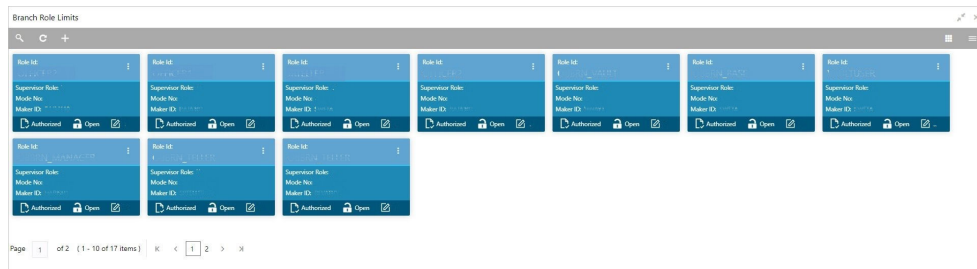 Branch Role Limits
Role Id: Role Id: Role Id: Role Id: Role Id: Role Id: Role Id:
Supervisor Role: Supervisor Role: Supervisor Role: Supervisor Role: Supervisor Role: Supervisor Role: Supervisor Role:
Mode No: Mode No: Mode No: Mode No: Mode No: Mode No: Mode No:
Maker ID: Maker ID: Maker ID: Maker ID: Maker ID: Maker ID: Maker ID:
Authorized Open Authorized Open Authorized Open Authorized Open Authorized Open Authorized Open Authorized Open
Role Id: Role Id: Role Id:
Supervisor Role: Supervisor Role: Supervisor Role:
Mode No: Mode No: Mode No:
Maker ID: Maker ID: Maker ID:
Authorized Open Authorized Open Authorized Open
Page 1 of 2 ( 1 - 10 of 17 items ) 1 2